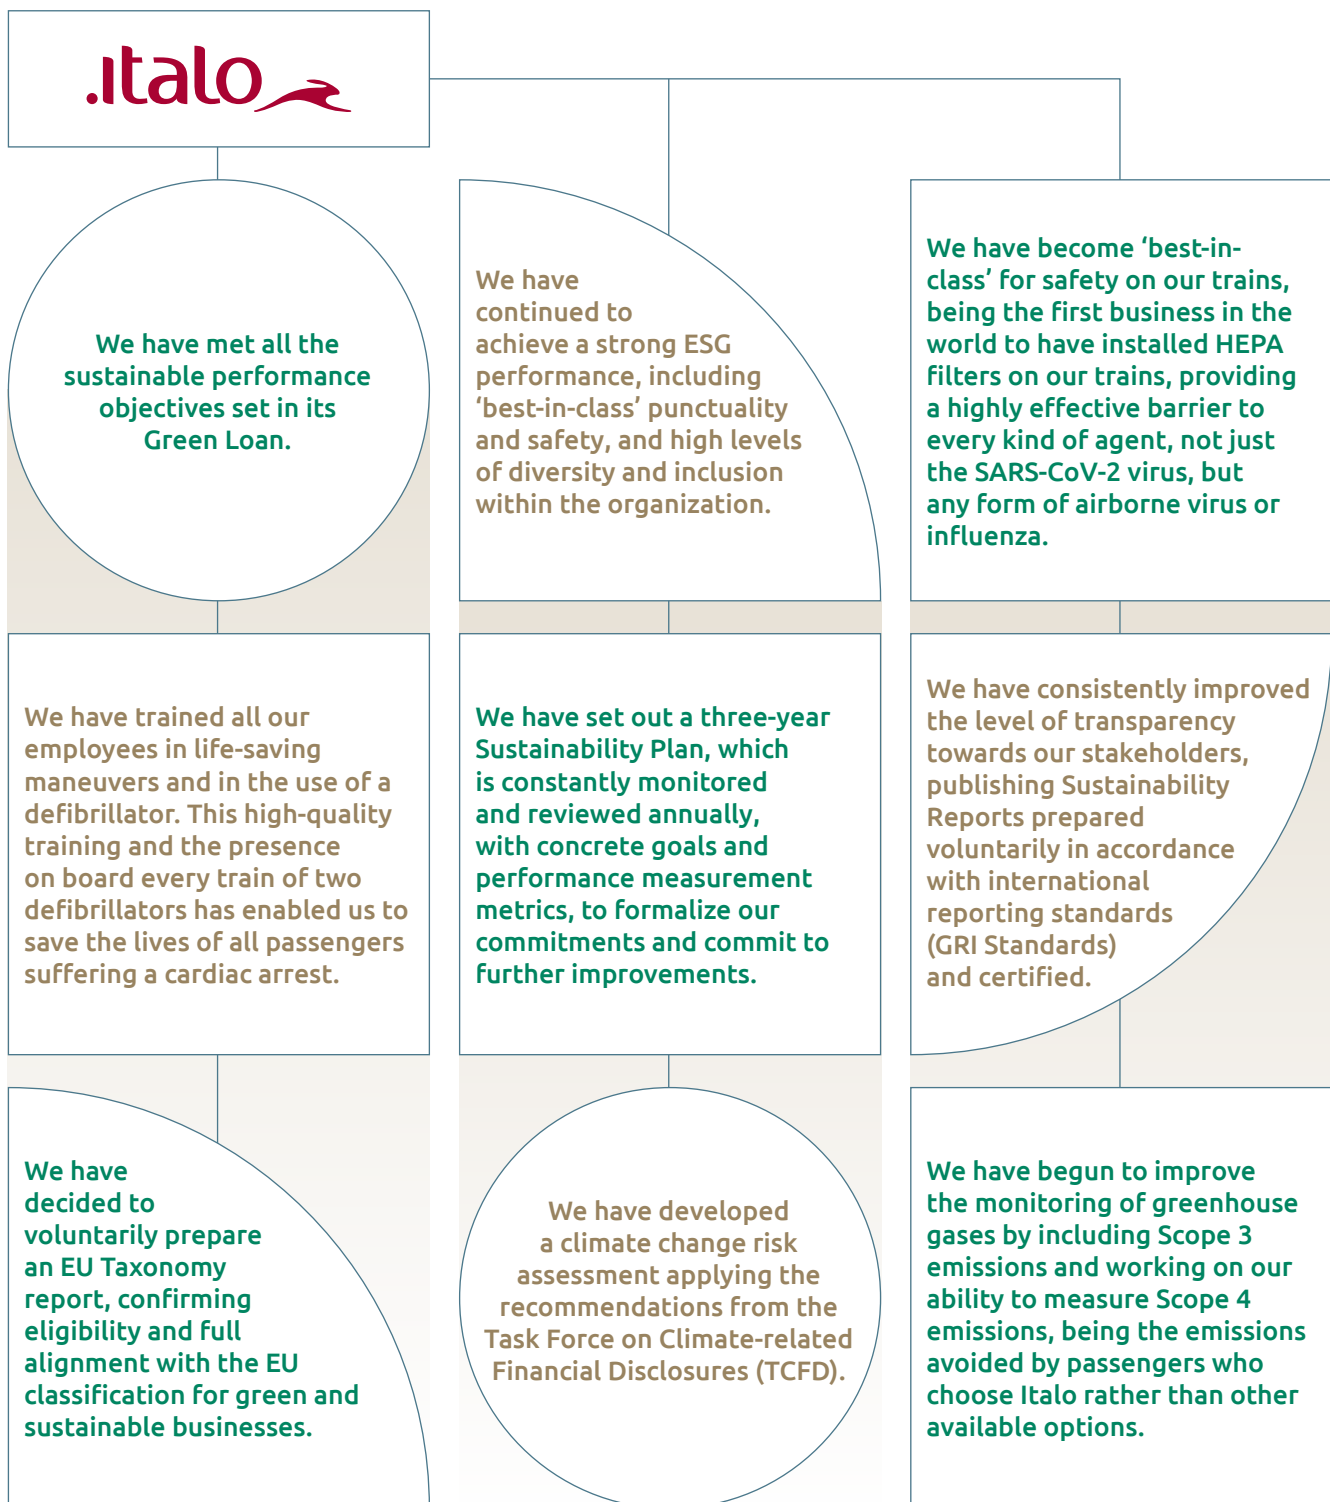 .ıtalo
We have met all the
sustainable performance
objectives set in its
Green Loan.
We have
continued to
achieve a strong ESG
performance, including
‘best-in-class’ punctuality
and safety, and high levels
of diversity and inclusion
within the organization.
We have become ‘best-in-
class’ for safety on our trains,
being the first business in the
world to have installed HEPA
filters on our trains, providing
a highly effective barrier to
every kind of agent, not just
the SARS-CoV-2 virus, but
any form of airborne virus or
influenza.
We have trained all our
employees in life-saving
maneuvers and in the use of a
defibrillator. This high-quality
training and the presence
on board every train of two
defibrillators has enabled us to
save the lives of all passengers
suffering a cardiac arrest.
We have set out a three-year
Sustainability Plan, which
is constantly monitored
and reviewed annually,
with concrete goals and
performance measurement
metrics, to formalize our
commitments and commit to
further improvements.
We have consistently improved
the level of transparency
towards our stakeholders,
publishing Sustainability
Reports prepared
voluntarily in accordance
with international
reporting standards
(GRI Standards)
and certified.
We have
decided to
voluntarily prepare
an EU Taxonomy
report, confirming
eligibility and full
alignment with the EU
classification for green and
sustainable businesses.
We have developed
a climate change risk
assessment applying the
recommendations from the
Task Force on Climate-related
Financial Disclosures (TCFD).
We have begun to improve
the monitoring of greenhouse
gases by including Scope 3
emissions and working on our
ability to measure Scope 4
emissions, being the emissions
avoided by passengers who
choose Italo rather than other
available options.